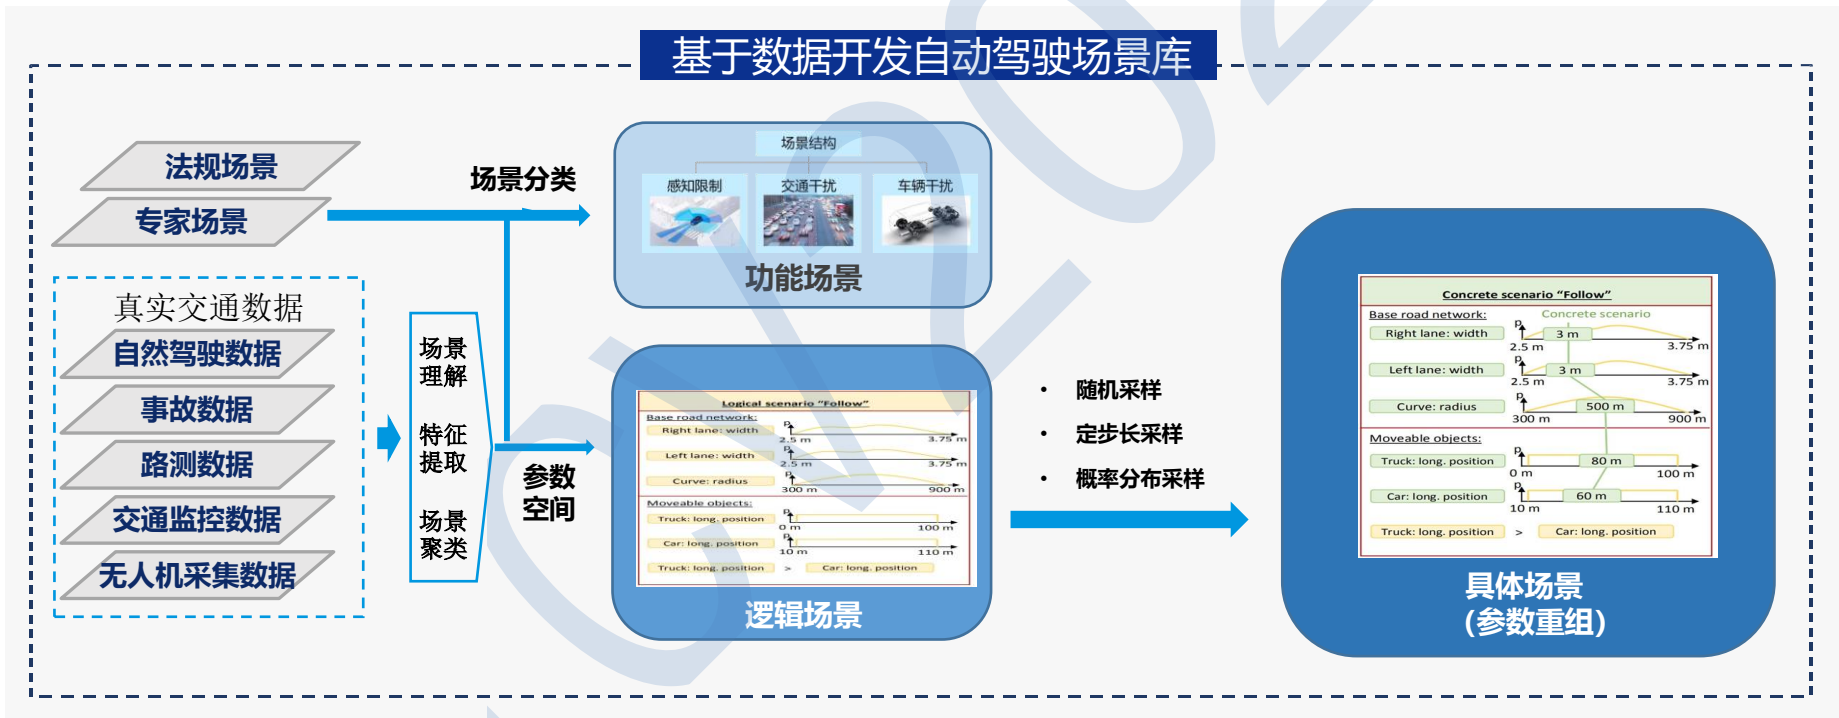 基于数据开发自动驾驶场景库
法规场景
专家场景
真实交通数据
自然驾驶数据
事故数据
路测数据
交通监控数据
无人机采集数据
场景
理解
特征
提取
场景
聚类
场景分类
参数
空间
场景结构
感知限制
交通干扰
车辆干扰
功能场景
Logical scenario “Follow”
Base road network:
Right lane: width
p
2.5 m
3.75 m
Left lane: width
p
2.5 m
3.75 m
Curve: radius
p
300 m
900 m
Moveable objects:
Truck: long. position
p
0 m
100 m
Car: long. position
p
10 m
110 m
Truck: long. position > Car: long. position
逻辑场景
• 随机采样
• 定步长采样
• 概率分布采样
Concrete scenario “Follow”
Base road network:
Concrete scenario
Right lane: width
p
3 m
2.5 m
3.75 m
Left lane: width
p
3 m
2.5 m
3.75 m
Curve: radius
p
500 m
300 m
900 m
Moveable objects:
Truck: long. position
p
80 m
0 m
100 m
Car: long. position
p
60 m
10 m
110 m
Truck: long. position > Car: long. position
具体场景
(参数重组)